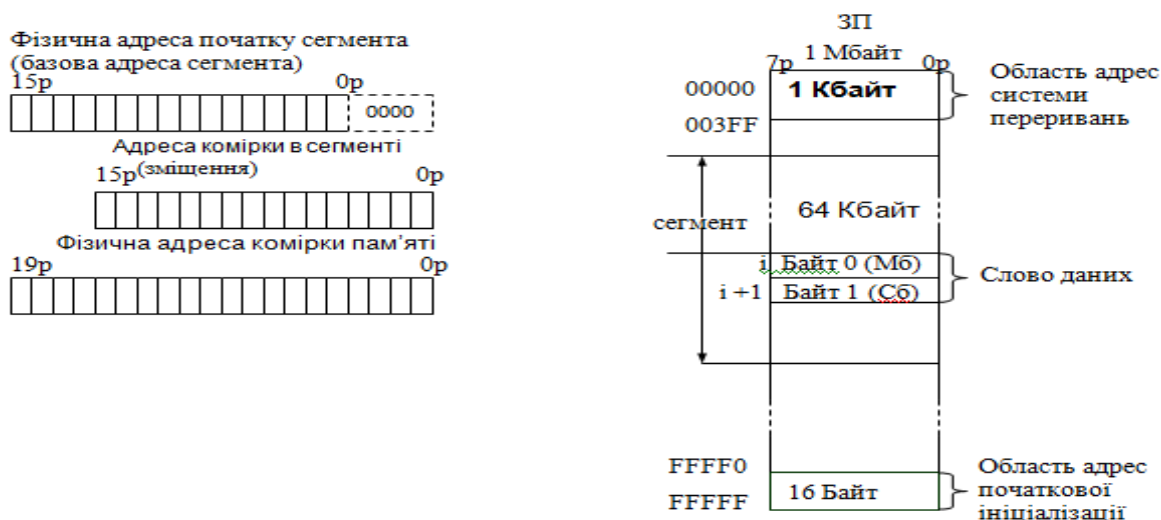 Фізична адреса початку сегмента
(базова адреса сегмента)
15р 0р
0000
Адреса комірки в сегменті
(зміщення)
15р 0р
Фізична адреса комірки пам'яті
19р 0р
ЗП
1 Мбайт
7р 0р
00000 1 Кбайт
003FF
Область адрес
системи
переривань
64 Кбайт
сегмент
i Байт 0 (Мб)
i +1 Байт 1 (Сб)
Слово даних
FFFF0
FFFFF
16 Байт
Область адрес
початкової
ініціалізації